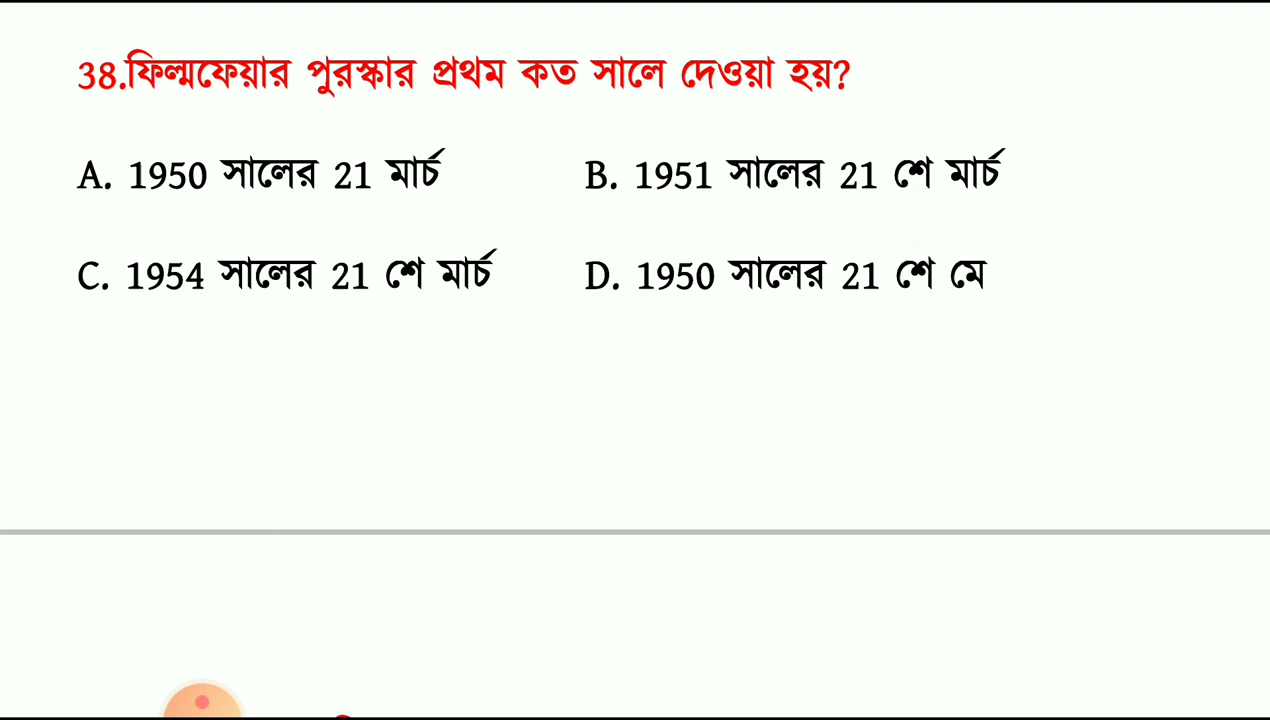 38.ফিল্মফেয়ার পুরস্কার প্রথম কত সালে দেওয়া হয়?
A. 1950 সালের 21 মার্চ B. 1951 সালের 21 শে মার্চ
C. 1954 সালের 21 শে মার্চ D. 1950 সালের 21 শে মে